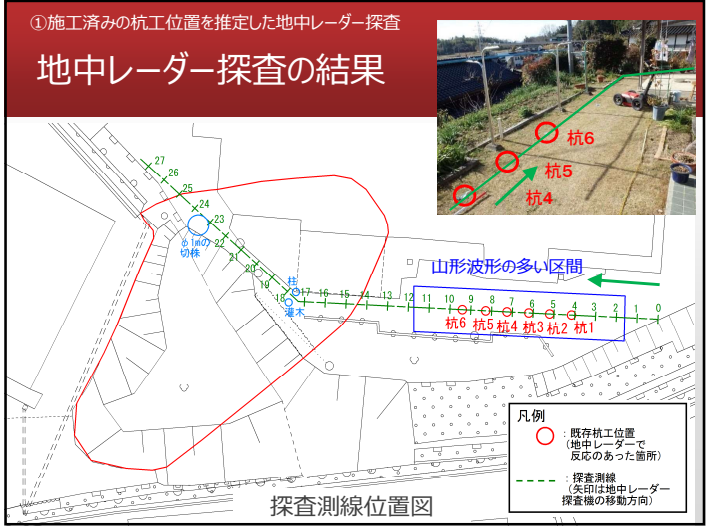 ①施工済みの杭工位置を推定した地中レーダー探査
地中レーダー探査の結果
杭6
杭5
杭4
27
26
25
24
23
22
21
20
19
18
17
16
15
14
13
12
11
10
9
8
7
6
5
4
3
2
1
0
φ1mの
切株
柱
灌木
山形波形の多い区間
杭6
杭5
杭4
杭3
杭2
杭1
凡例
：既存杭工位置
（地中レーダーで
反応のあった箇所）
：探査測線
（矢印は地中レーダー
探査機の移動方向）
探査測線位置図